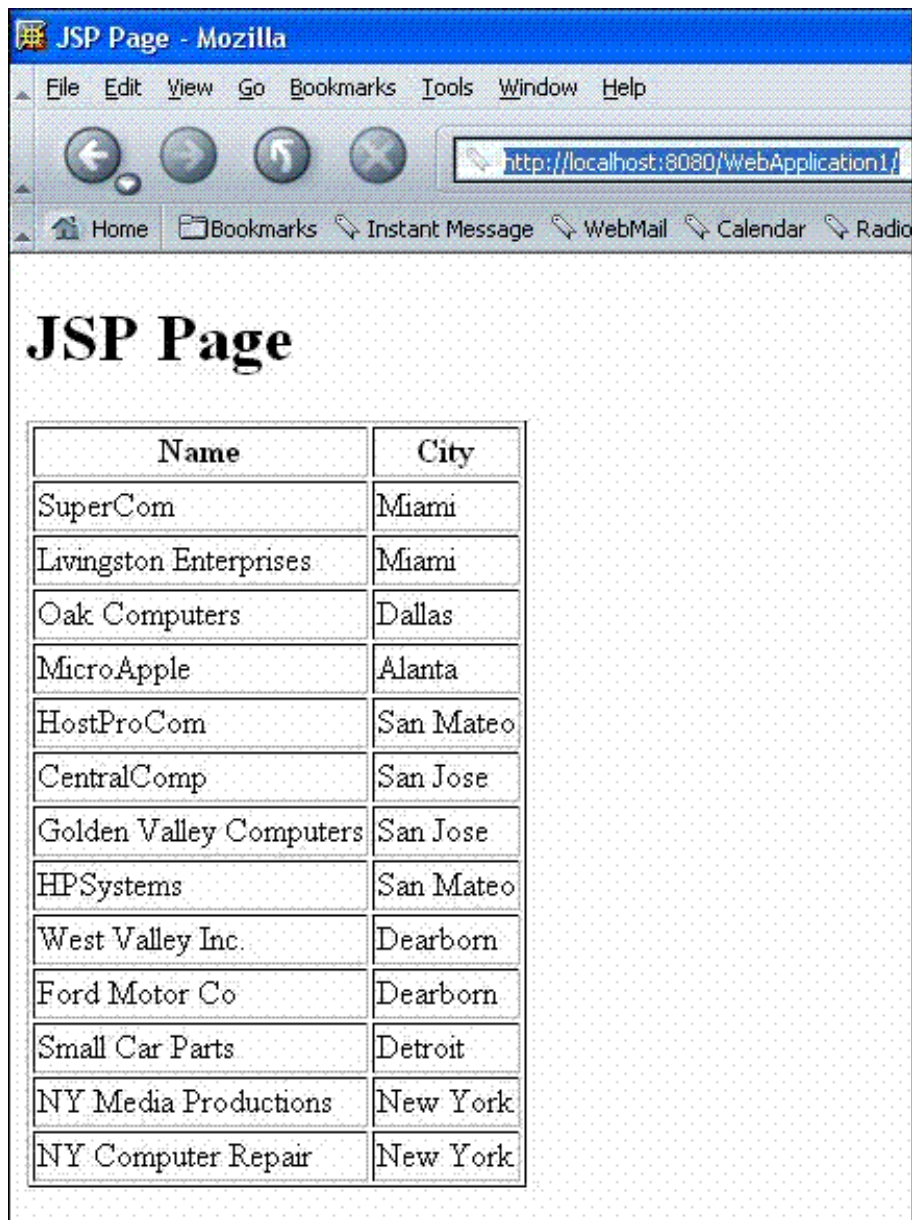 JSP Page - Mozilla
File Edit View Go Bookmarks Tools Window Help
http://localhost:8080/WebApplication1/
Home Bookmarks Instant Message WebMail Calendar Radio
JSP Page
Name City
SuperCom Miami
Livingston Enterprises Miami
Oak Computers Dallas
MicroApple Alanta
HostProCom San Mateo
CentralComp San Jose
Golden Valley Computers San Jose
HPSystems San Mateo
West Valley Inc. Dearborn
Ford Motor Co Dearborn
Small Car Parts Detroit
NY Media Productions New York
NY Computer Repair New York